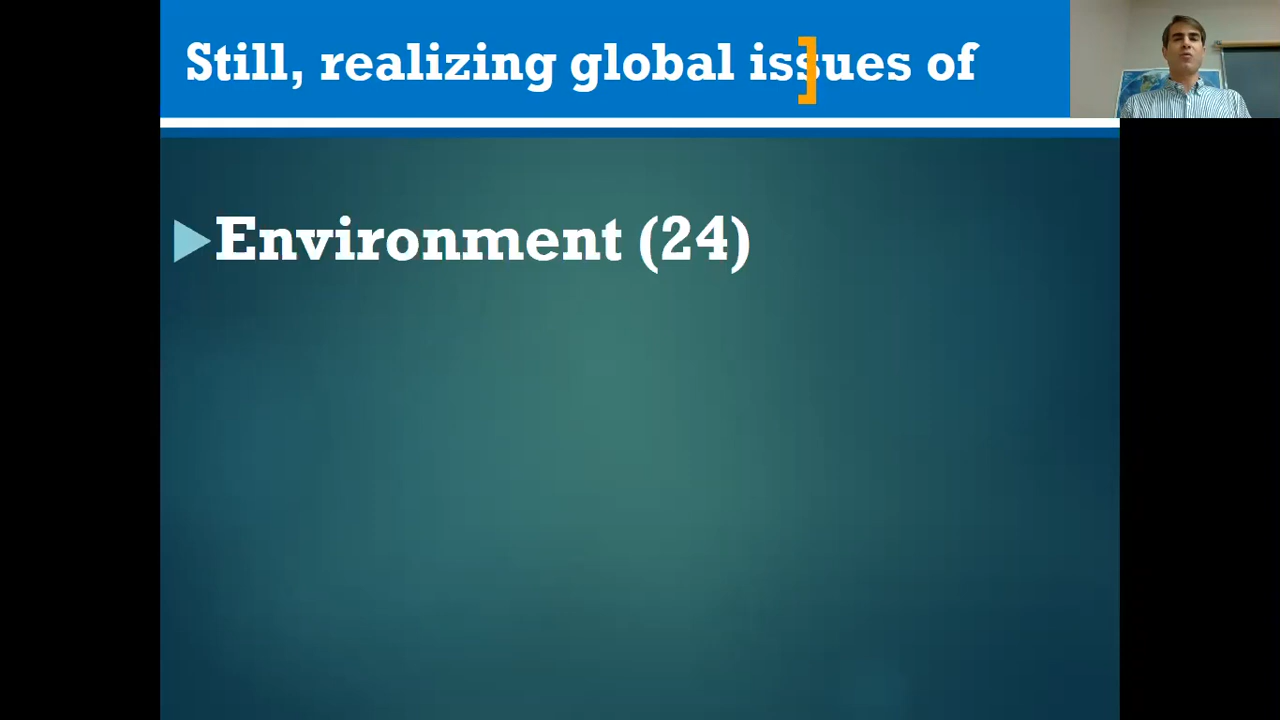 Still, realizing global issues of
Environment (24)